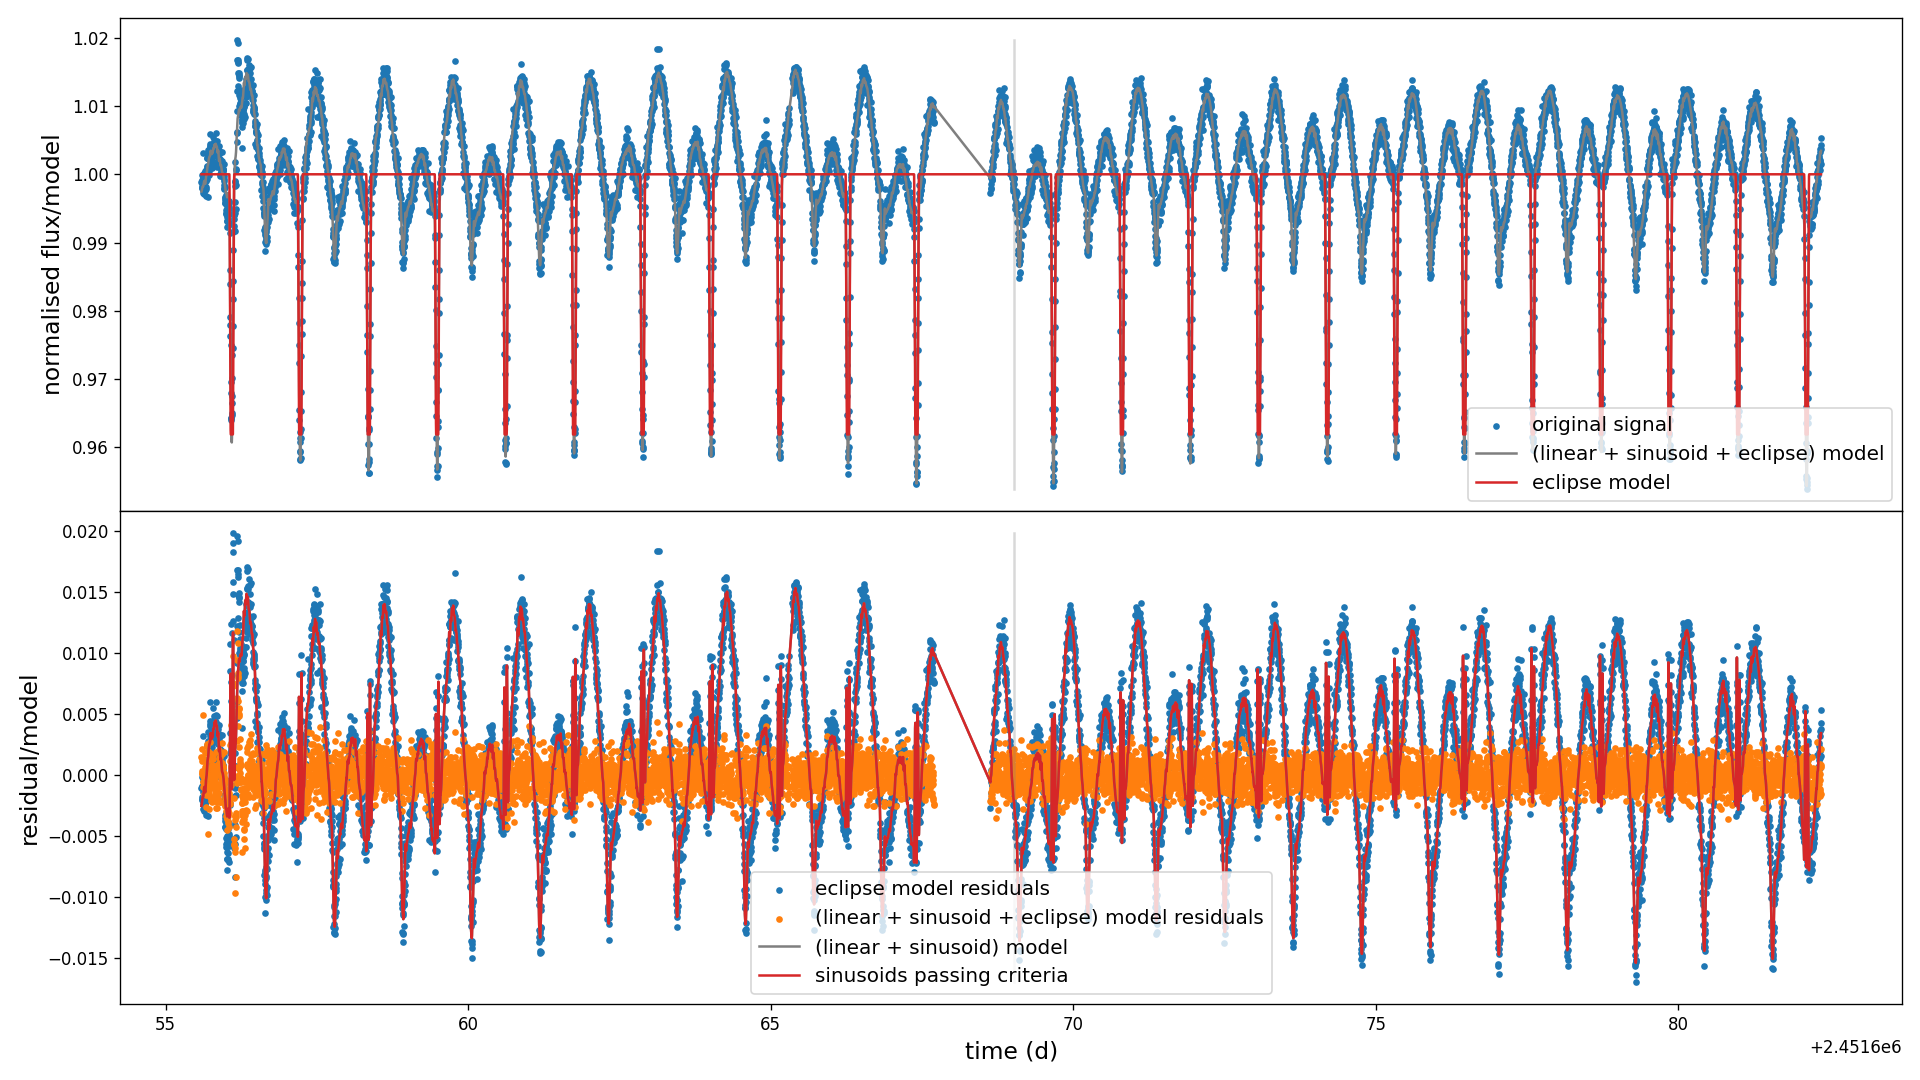 1.02
1.01
1.00
0.99
0.98
0.97
0.96
normalised flux/model
original signal
(linear + sinusoid + eclipse) model
eclipse model
0.020
0.015
0.010
0.005
0.000
−0.005
−0.010
−0.015
residual/model
eclipse model residuals
(linear + sinusoid + eclipse) model residuals
(linear + sinusoid) model
sinusoids passing criteria
55 60 65 70 75 80
time (d)
+2.4516e6